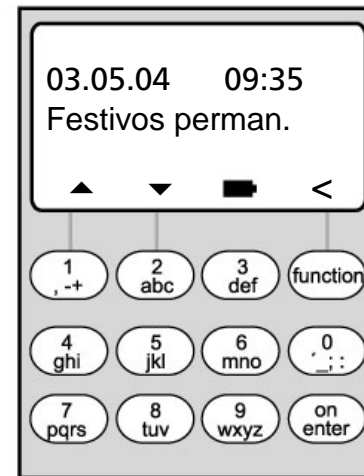 03.05.04 09:35
Festivos perman.
<
1
, -+
2
abc
3
def
function
4
ghi
5
jkl
6
mno
0
´_; :
7
pqrs
8
tuv
9
wxyz
on
enter